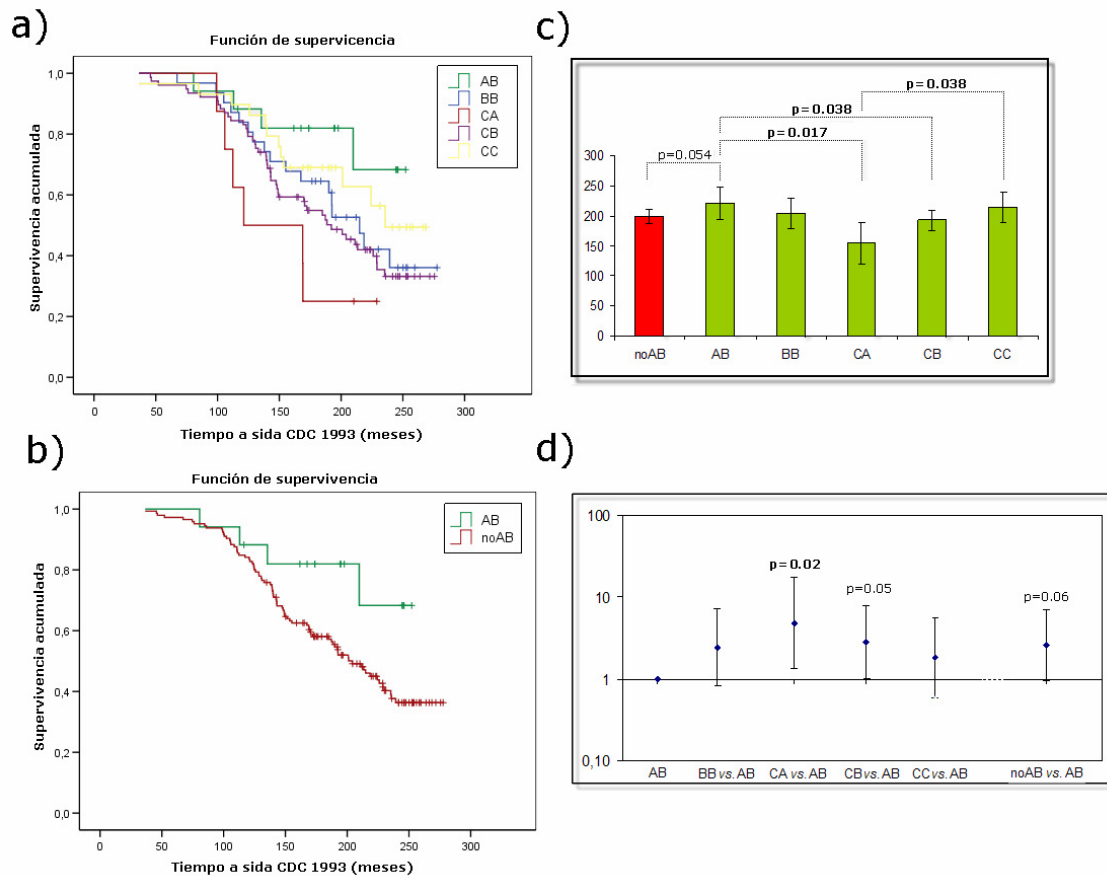 a)
Función de supervicencia
Supervivencia acumulada
1,0
0,8
0,6
0,4
0,2
0,0
0 50 100 150 200 250 300
Tiempo a sida CDC 1993 (meses)
AB
BB
CA
CB
CC
c)
p=0.038
p=0.038
p=0.017
p=0.054
300
250
200
150
100
50
0
noAB AB BB CA CB CC
b)
Función de supervivencia
Supervivencia acumulada
1,0
0,8
0,6
0,4
0,2
0,0
0 50 100 150 200 250 300
Tiempo a sida CDC 1993 (meses)
AB
noAB
d)
100
10
1
0,10
p=0.02
p=0.05
p=0.06
AB BB vs. AB CA vs. AB CB vs. AB CC vs. AB noAB vs. AB